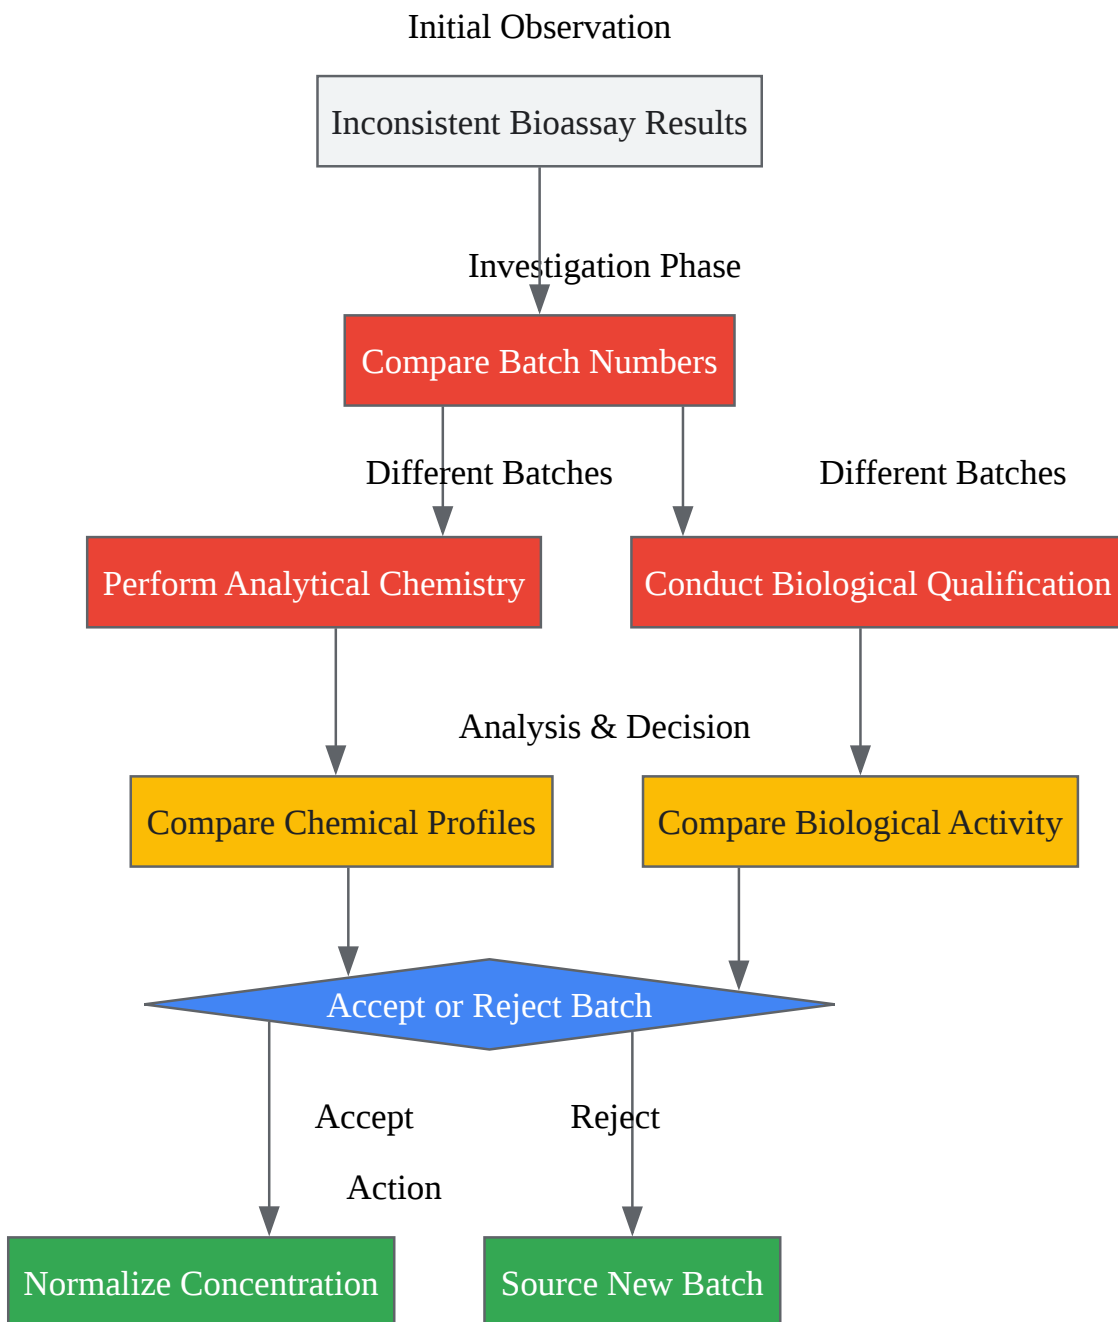 Initial Observation
Inconsistent Bioassay Results
Investigation Phase
Compare Batch Numbers
Different Batches
Different Batches
Perform Analytical Chemistry
Conduct Biological Qualification
Analysis & Decision
Compare Chemical Profiles
Compare Biological Activity
Accept or Reject Batch
Accept
Reject
Action
Normalize Concentration
Source New Batch